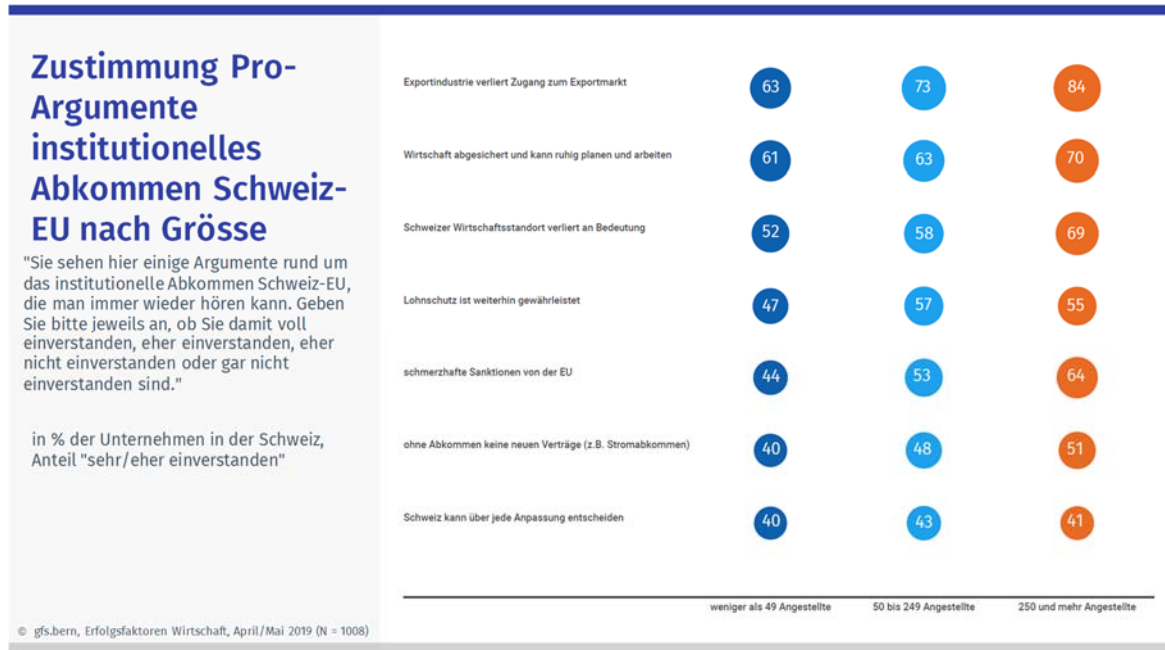 Zustimmung Pro-
Argumente
institutionelles
Abkommen Schweiz-
EU nach Grösse
"Sie sehen hier einige Argumente rund um
das institutionelle Abkommen Schweiz-EU,
die man immer wieder hören kann. Geben
Sie bitte jeweils an, ob Sie damit voll
einverstanden, eher einverstanden, eher
nicht einverstanden oder gar nicht
einverstanden sind."
in % der Unternehmen in der Schweiz,
Anteil "sehr/eher einverstanden"
© gfs.bern, Erfolgsfaktoren Wirtschaft, April/Mai 2019 (N = 1008)
Exportindustrie verliert Zugang zum Exportmarkt 63 73 84
Wirtschaft abgesichert und kann ruhig planen und arbeiten 61 63 70
Schweizer Wirtschaftsstandort verliert an Bedeutung 52 58 69
Lohnschutz ist weiterhin gewährleistet 47 57 55
schmerzhafte Sanktionen von der EU 44 53 64
ohne Abkommen keine neuen Verträge (z.B. Stromabkommen) 40 48 51
Schweiz kann über jede Anpassung entscheiden 40 43 41
weniger als 49 Angestellte 50 bis 249 Angestellte 250 und mehr Angestellte